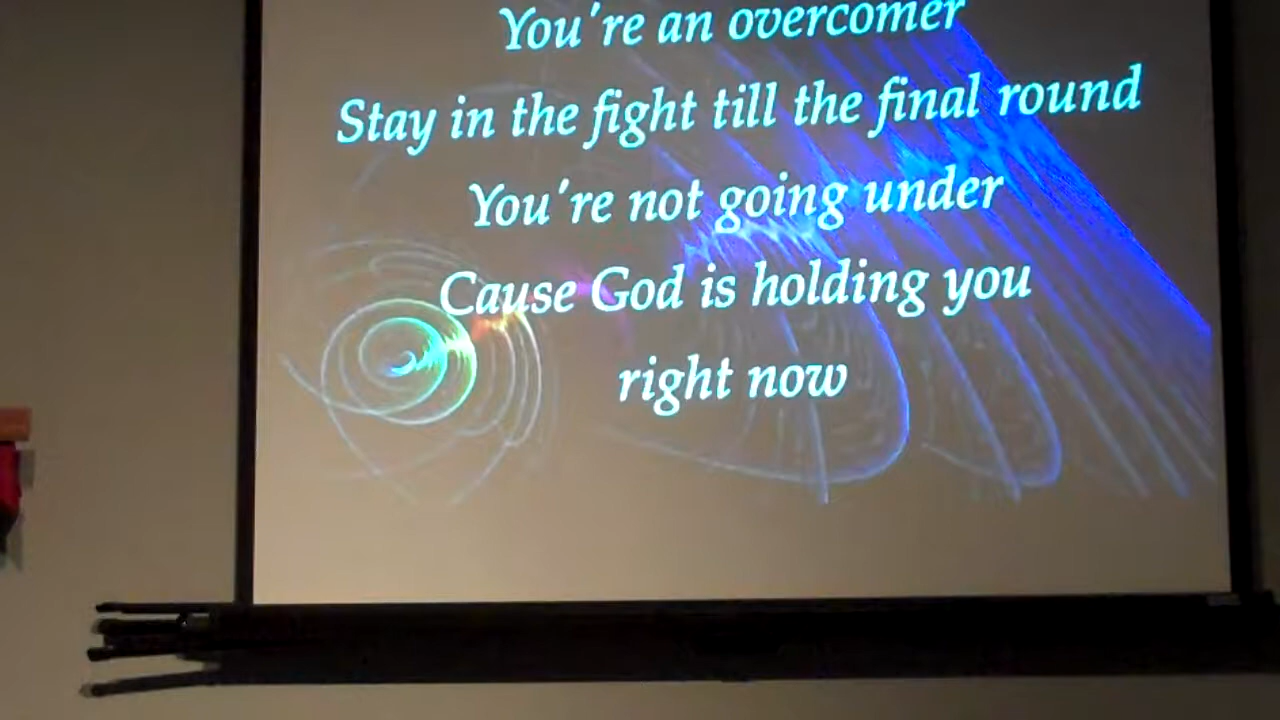 You're an overcomer
Stay in the fight till the final round
You're not going under
Cause God is holding you
right now